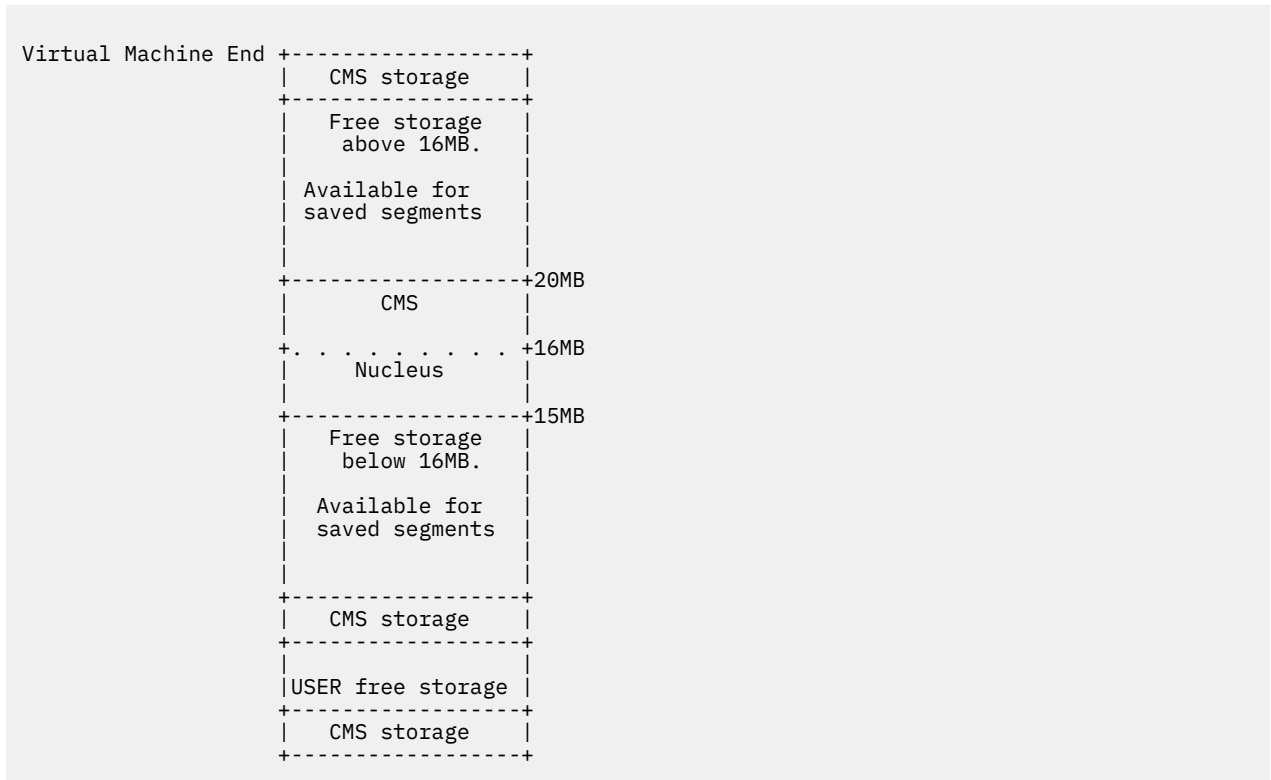 Virtual Machine End +------------------+
| CMS storage |
+------------------+
| Free storage |
| above 16MB. |
| |
| Available for |
| saved segments |
| |
| |
+------------------+20MB
| CMS |
| |
+. . . . . . . . . +16MB
| Nucleus |
| |
+------------------+15MB
| Free storage |
| below 16MB. |
| |
| Available for |
| saved segments |
| |
| |
+------------------+
| CMS storage |
+------------------+
| |
|USER free storage |
+------------------+
| CMS storage |
+------------------+